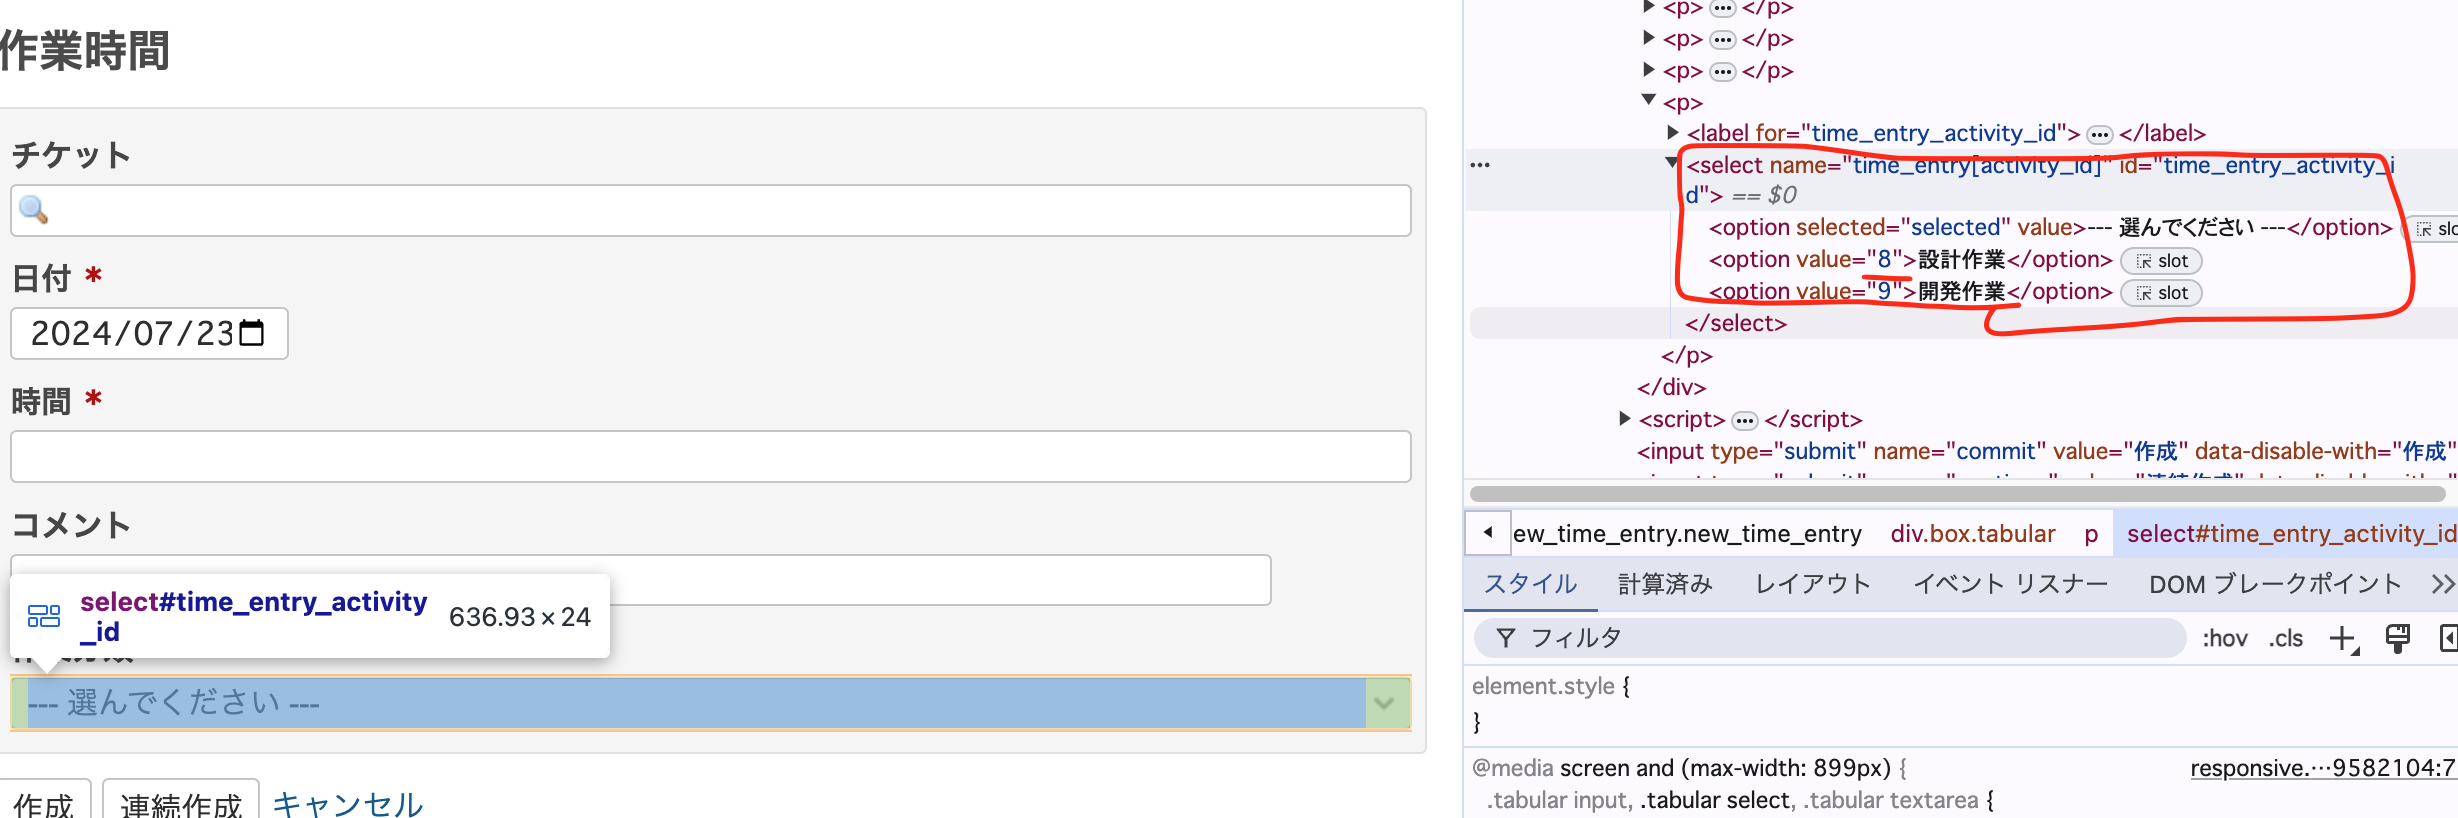 作業時間
チケット
日付 *
2024/07/23
時間 *
コメント
select#time_entry_activity
_id
636.93 × 24
--- 選んでください ---
作成
連続作成
キャンセル
<p> ... </p>
<p> ... </p>
<p> ... </p>
<p>
<label for="time_entry_activity_id"> ... </label>
... <select name="time_entry[activity_id]" id="time_entry_activity_i
d"> == $0
<option selected="selected" value>--- 選んでください ---</option> slo
<option value="8">設計作業</option> slot
<option value="9">開発作業</option> slot
</select>
</p>
</div>
<script> ... </script>
<input type="submit" name="commit" value="作成" data-disable-with="作成"
ew_time_entry.new_time_entry div.box.tabular p select#time_entry_activity_id
スタイル 計算済み レイアウト イベント リスナー DOM ブレークポイント
フィルタ :hov .cls
element.style {
}
@media screen and (max-width: 899px) { responsive.…9582104:7
.tabular input, .tabular select, .tabular textarea {